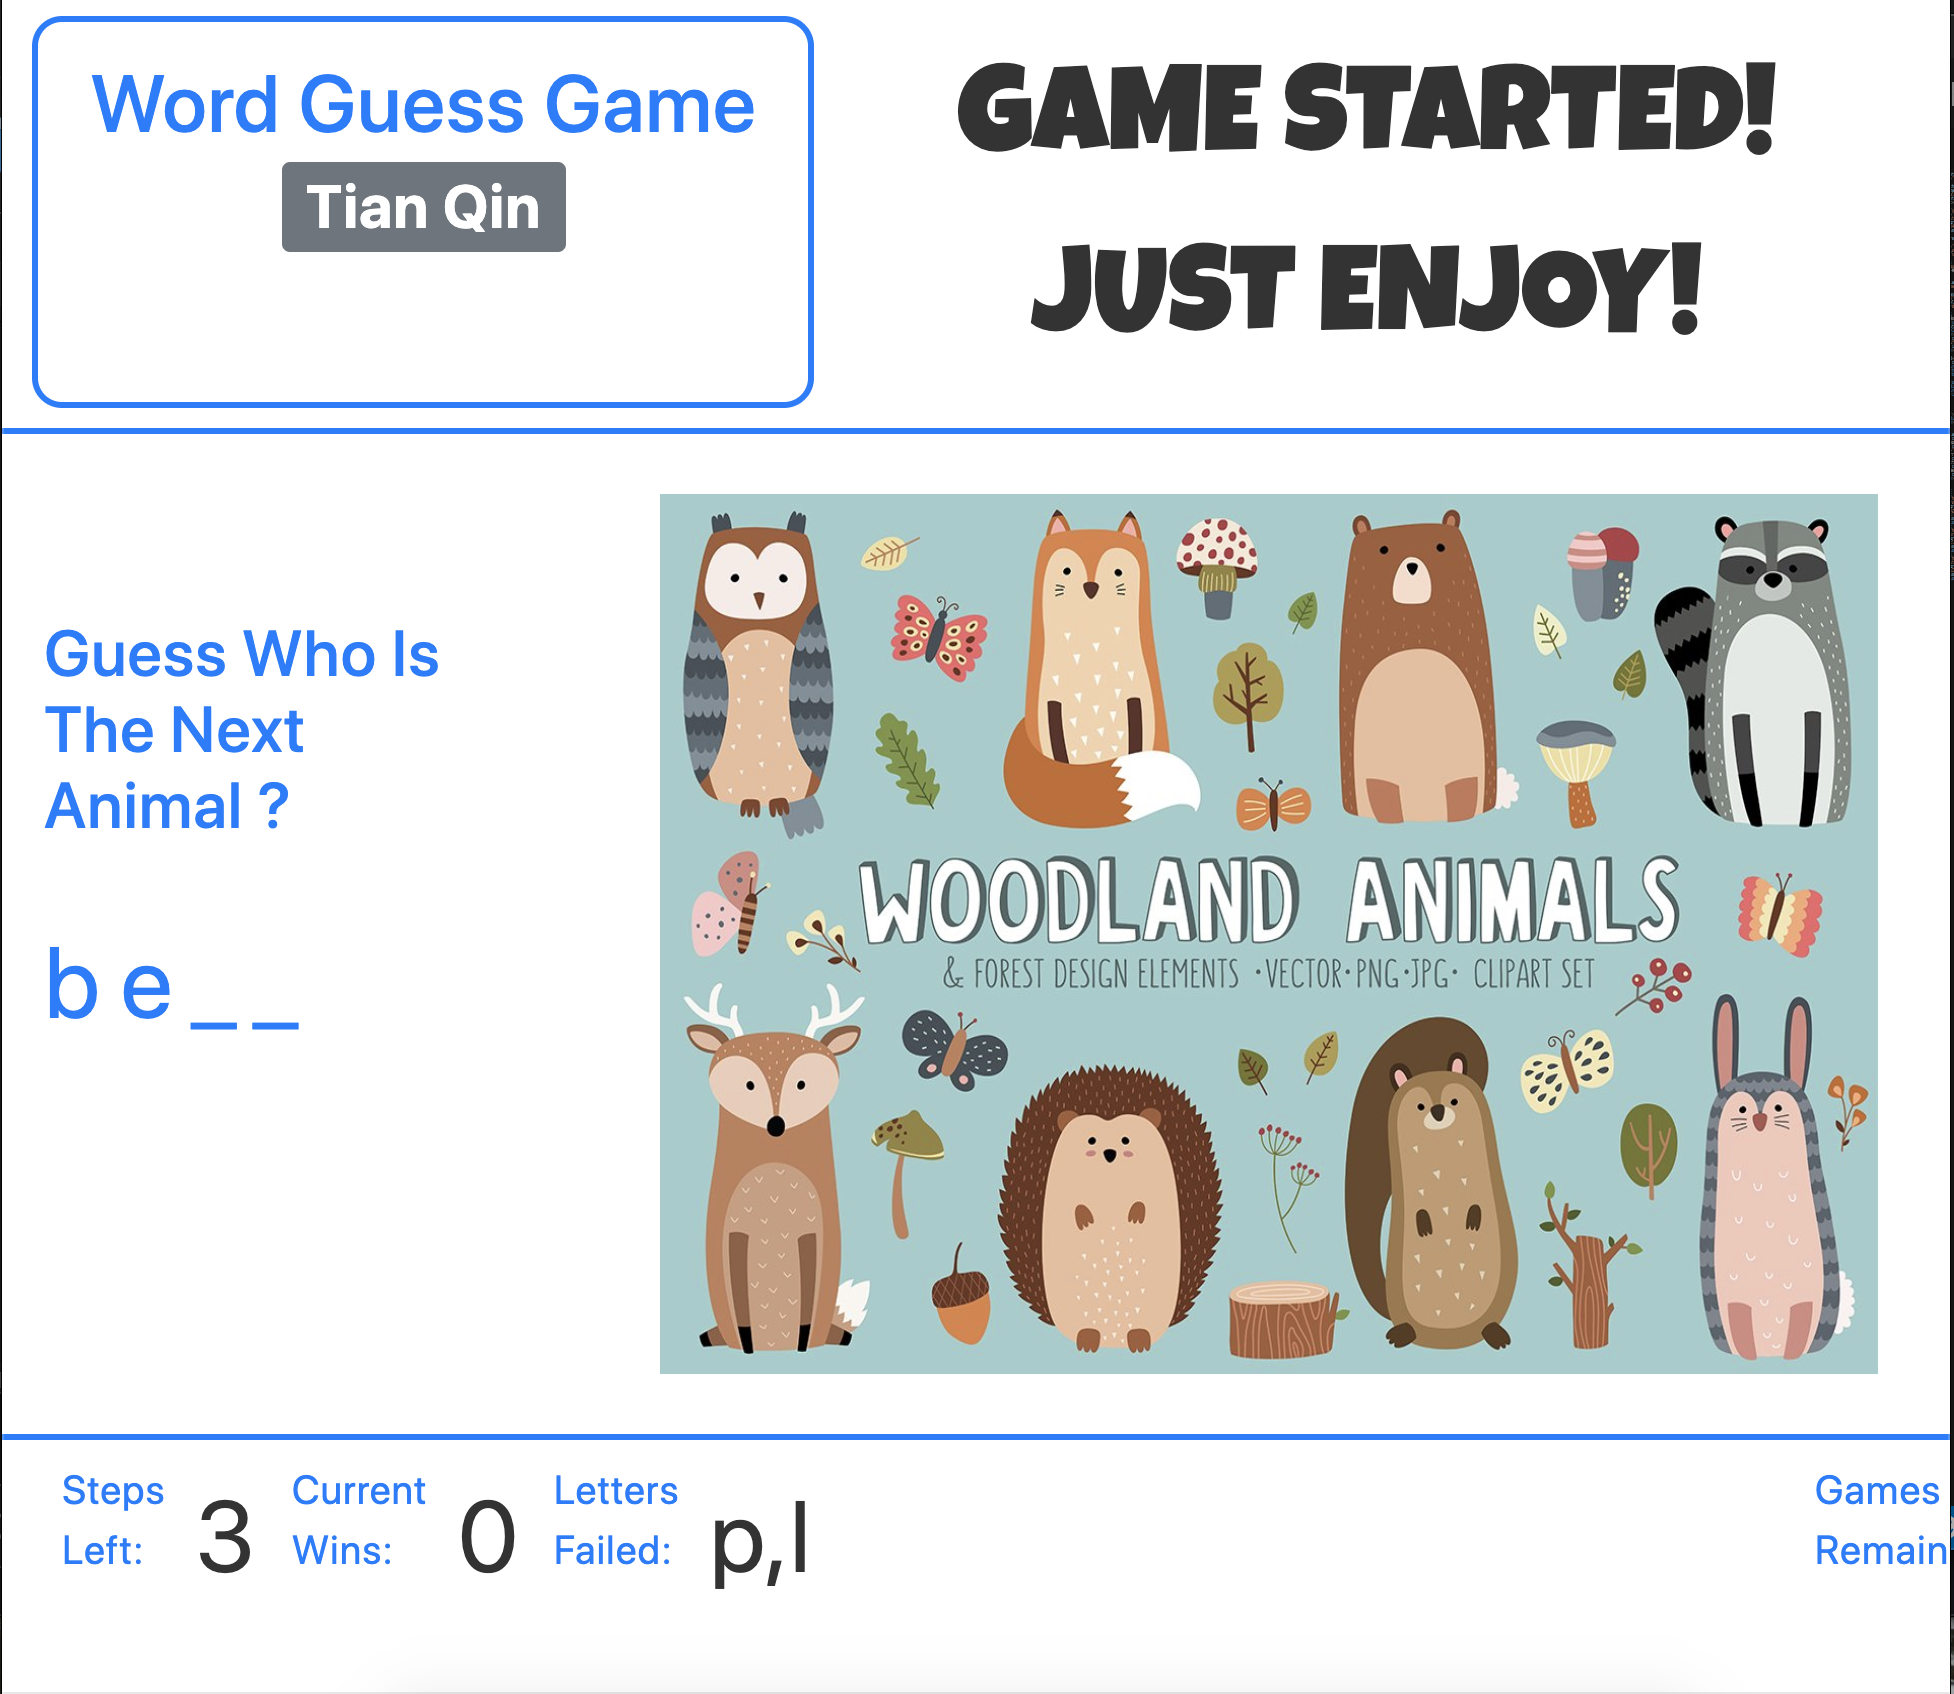 Word Guess Game
Tian Qin
GAME STARTED!
JUST ENJOY!
Guess Who Is
The Next
Animal ?
b e _ _
WOODLAND ANIMALS
& FOREST DESIGN ELEMENTS · VECTOR · PNG · JPG · CLIPART SET
Steps
Left:
3
Current
Wins:
0
Letters
Failed:
p,l
Games
Remain